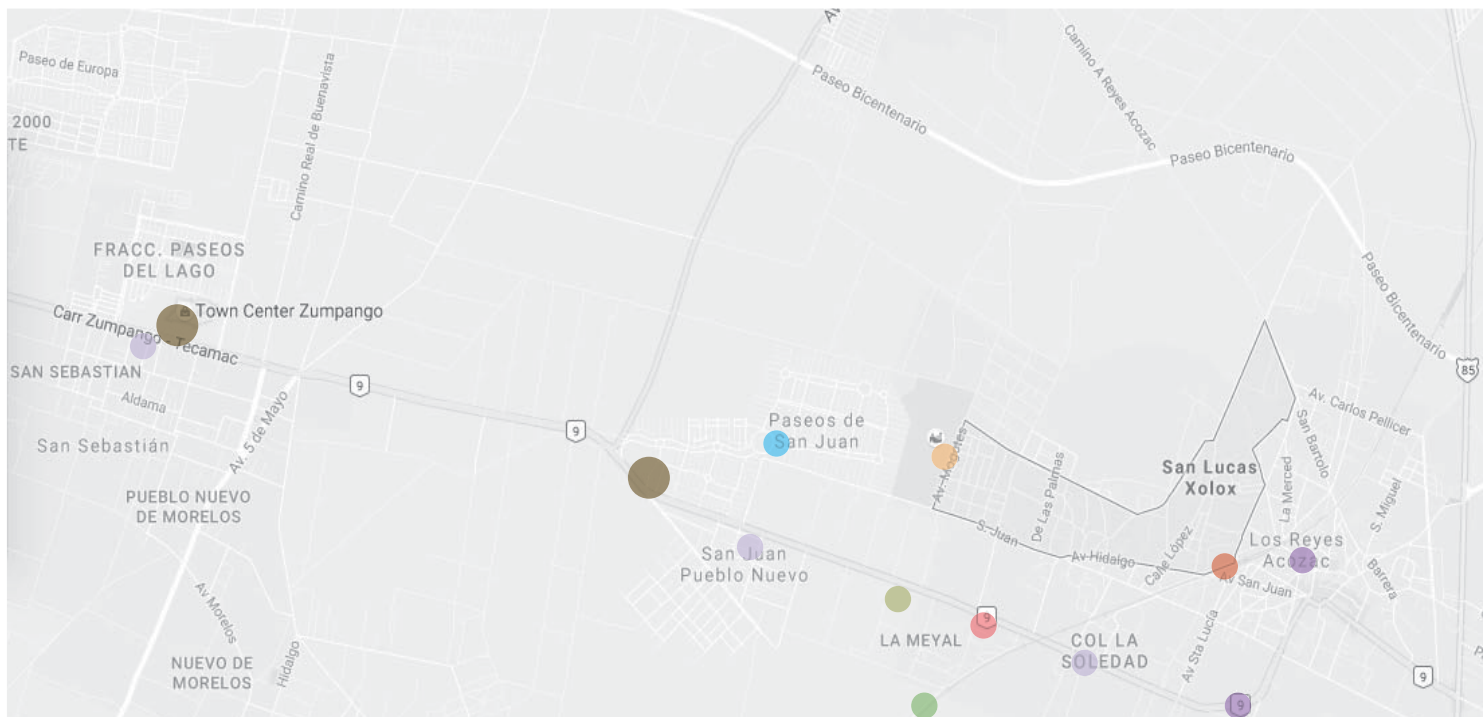 Av
Paseo de Europa
Camino A Reyes Acozac
Paseo Bicentenario
2000
TE
Camino Real de Buenavista
Paseo Bicentenario
FRACC. PASEOS
DEL LAGO
Paseo Bicentenario
Town Center Zumpango
Carr Zumpango - Tecamac
SAN SEBASTIAN
9
85
Aldama
Av. 5 de Mayo
Av. Carlos Pellicer
San Sebastián
9
Paseos de
San Juan
San Bartolo
Av. Mogotes
De Las Palmas
San Lucas
Xolox
La Merced
S. Miguel
PUEBLO NUEVO
DE MORELOS
S. Juan
Av Hidalgo
Calle López
Los Reyes
Acozac
Av San Juan
Barrera
San Juan
Pueblo Nuevo
Av Morelos
Hidalgo
NUEVO DE
MORELOS
LA MEYAL
9
COL LA
SOLEDAD
Av Sta Lucía
9
9